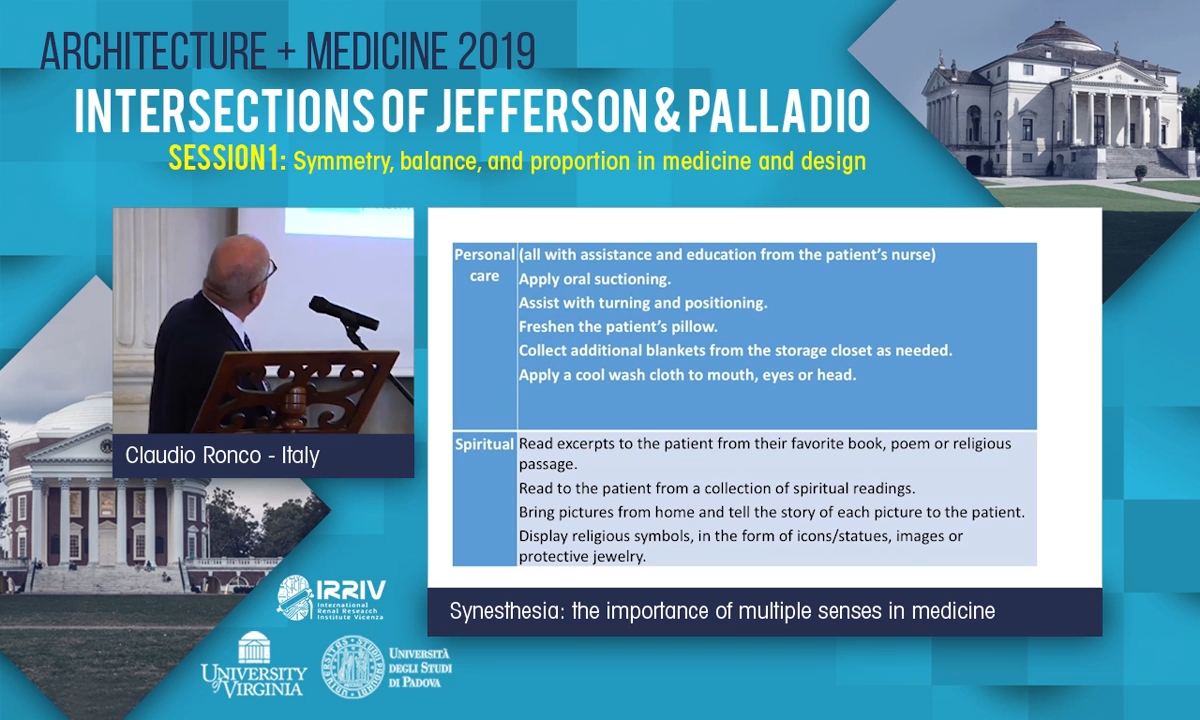 ARCHITECTURE + MEDICINE 2019
INTERSECTIONS OF JEFFERSON & PALLADIO
SESSION1: Symmetry, balance, and proportion in medicine and design
Claudio Ronco - Italy
Personal care
(all with assistance and education from the patient's nurse)
Apply oral suctioning.
Assist with turning and positioning.
Freshen the patient's pillow.
Collect additional blankets from the storage closet as needed.
Apply a cool wash cloth to mouth, eyes or head.
Spiritual
Read excerpts to the patient from their favorite book, poem or religious
passage.
Read to the patient from a collection of spiritual readings.
Bring pictures from home and tell the story of each picture to the patient.
Display religious symbols, in the form of icons/statues, images or
protective jewelry.
Synesthesia: the importance of multiple senses in medicine
IRRIV
International
Renal Research
Institute Vicenza
UNIVERSITY
of VIRGINIA
UNIVERSITÀ
DEGLI STUDI
DI PADOVA